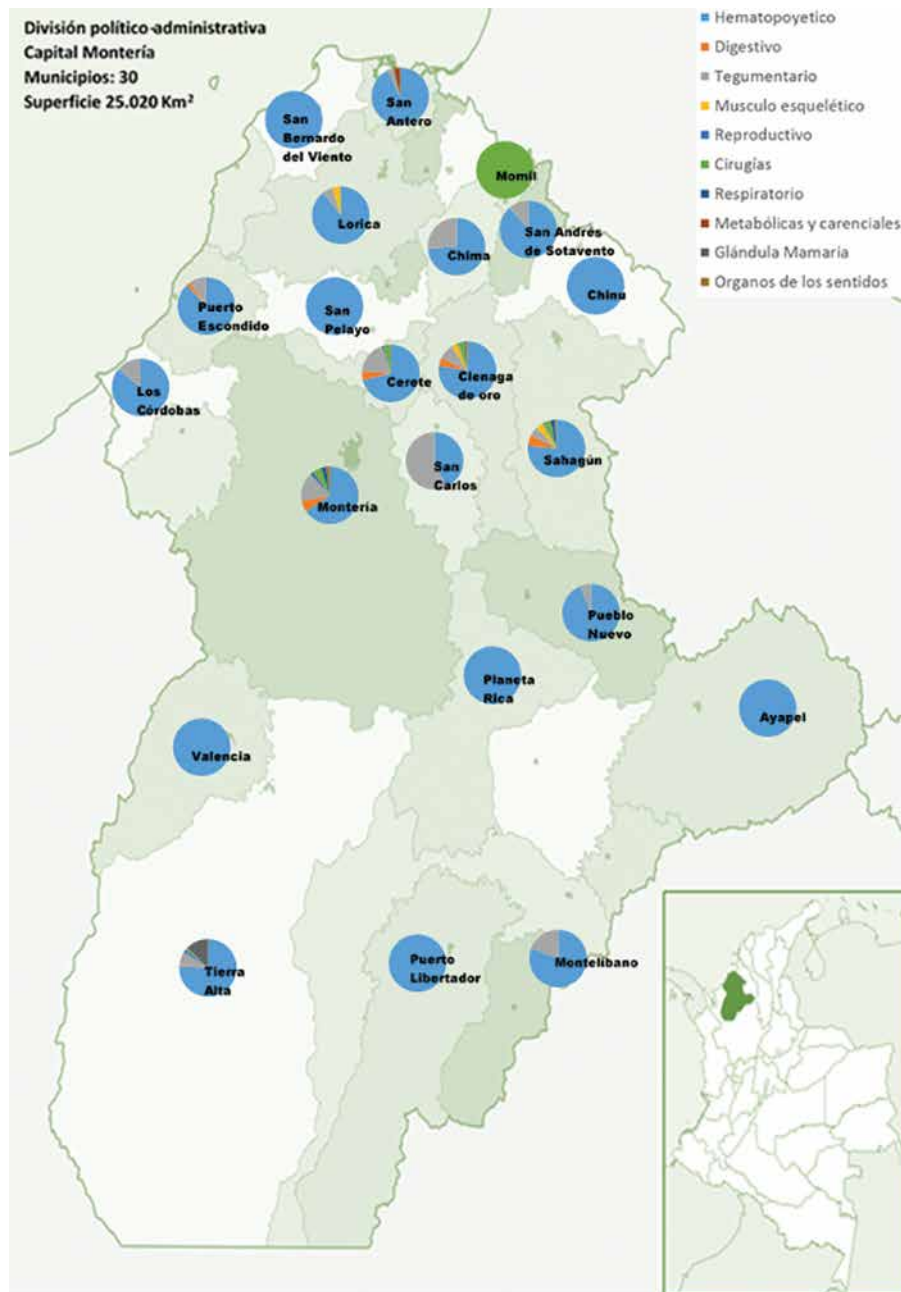 División político-administrativa
Capital Montería
Municipios: 30
Superficie 25.020 Km²
Hematopoyetico
Digestivo
Tegumentario
Musculo esquelético
Reproductivo
Cirugías
Respiratorio
Metabólicas y carenciales
Glándula Mamaria
Organos de los sentidos
San
Antero
San
Bernardo
del Viento
Momil
Lorica
Chima
San Andrés
de Sotavento
Chinu
Puerto
Escondido
San
Pelayo
Los
Córdobas
Cerete
Cienaga
de oro
San
Carlos
Sahagún
Montería
Pueblo
Nuevo
Planeta
Rica
Ayapel
Valencia
Tierra
Alta
Puerto
Libertador
Montelíbano